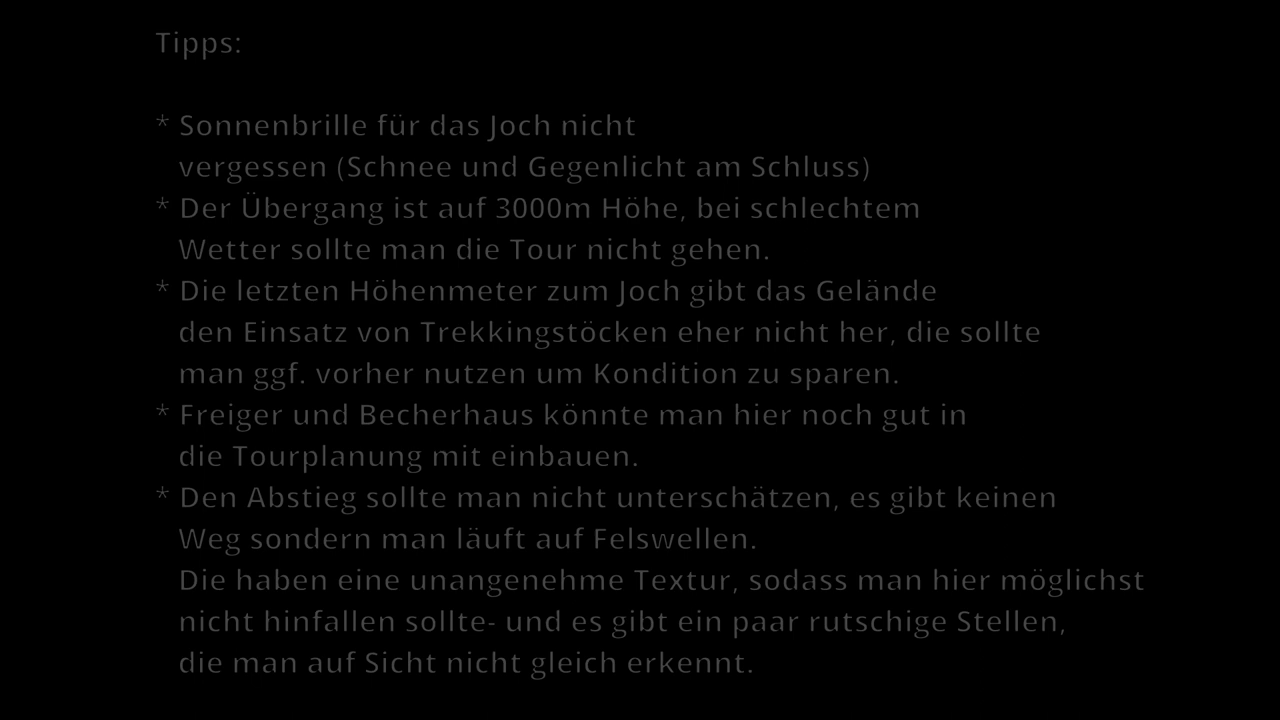 Tipps:
* Sonnenbrille für das Joch nicht
vergessen (Schnee und Gegenlicht am Schluss)
* Der Übergang ist auf 3000m Höhe, bei schlechtem
Wetter sollte man die Tour nicht gehen.
* Die letzten Höhenmeter zum Joch gibt das Gelände
den Einsatz von Trekkingstöcken eher nicht her, die sollte
man ggf. vorher nutzen um Kondition zu sparen.
* Freiger und Becherhaus könnte man hier noch gut in
die Tourplanung mit einbauen.
* Den Abstieg sollte man nicht unterschätzen, es gibt keinen
Weg sondern man läuft auf Felswellen.
Die haben eine unangenehme Textur, sodass man hier möglichst
nicht hinfallen sollte- und es gibt ein paar rutschige Stellen,
die man auf Sicht nicht gleich erkennt.